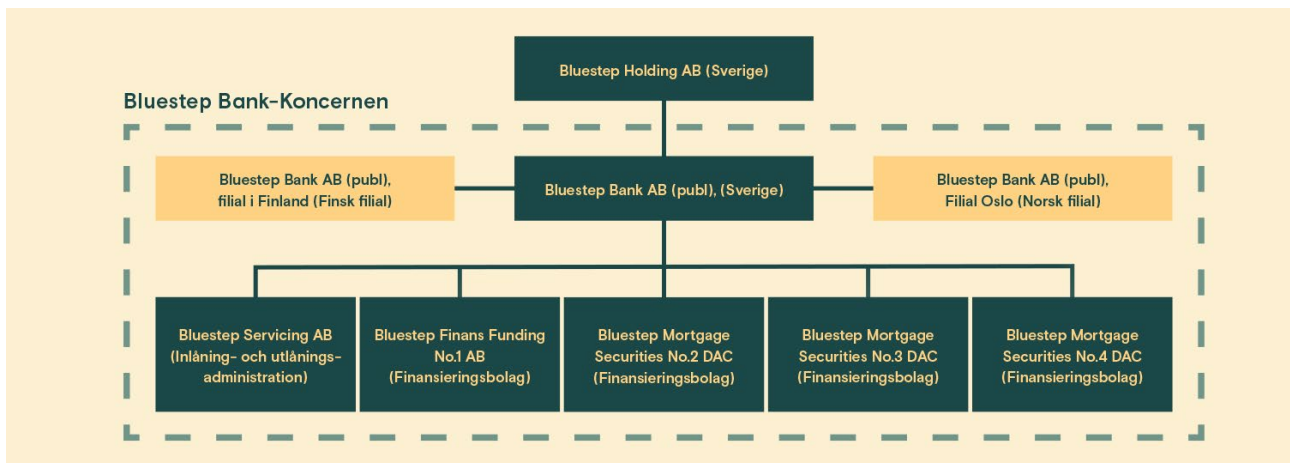 Bluestep Holding AB (Sverige)
Bluestep Bank-Koncernen
Bluestep Bank AB (publ),
filial i Finland (Finsk filial)
Bluestep Bank AB (publ), (Sverige)
Bluestep Bank AB (publ),
Filial Oslo (Norsk filial)
Bluestep Servicing AB
(Inlåning- och utlånings-
administration)
Bluestep Finans Funding
No.1 AB
(Finansieringsbolag)
Bluestep Mortgage
Securities No.2 DAC
(Finansieringsbolag)
Bluestep Mortgage
Securities No.3 DAC
(Finansieringsbolag)
Bluestep Mortgage
Securities No.4 DAC
(Finansieringsbolag)